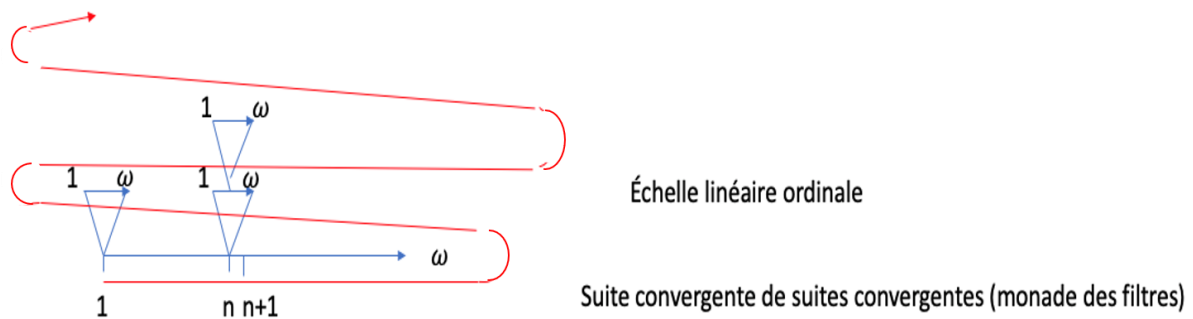 1 ω
1 ω 1 ω
Échelle linéaire ordinale
ω
1 n n+1
Suite convergente de suites convergentes (monade des filtres)